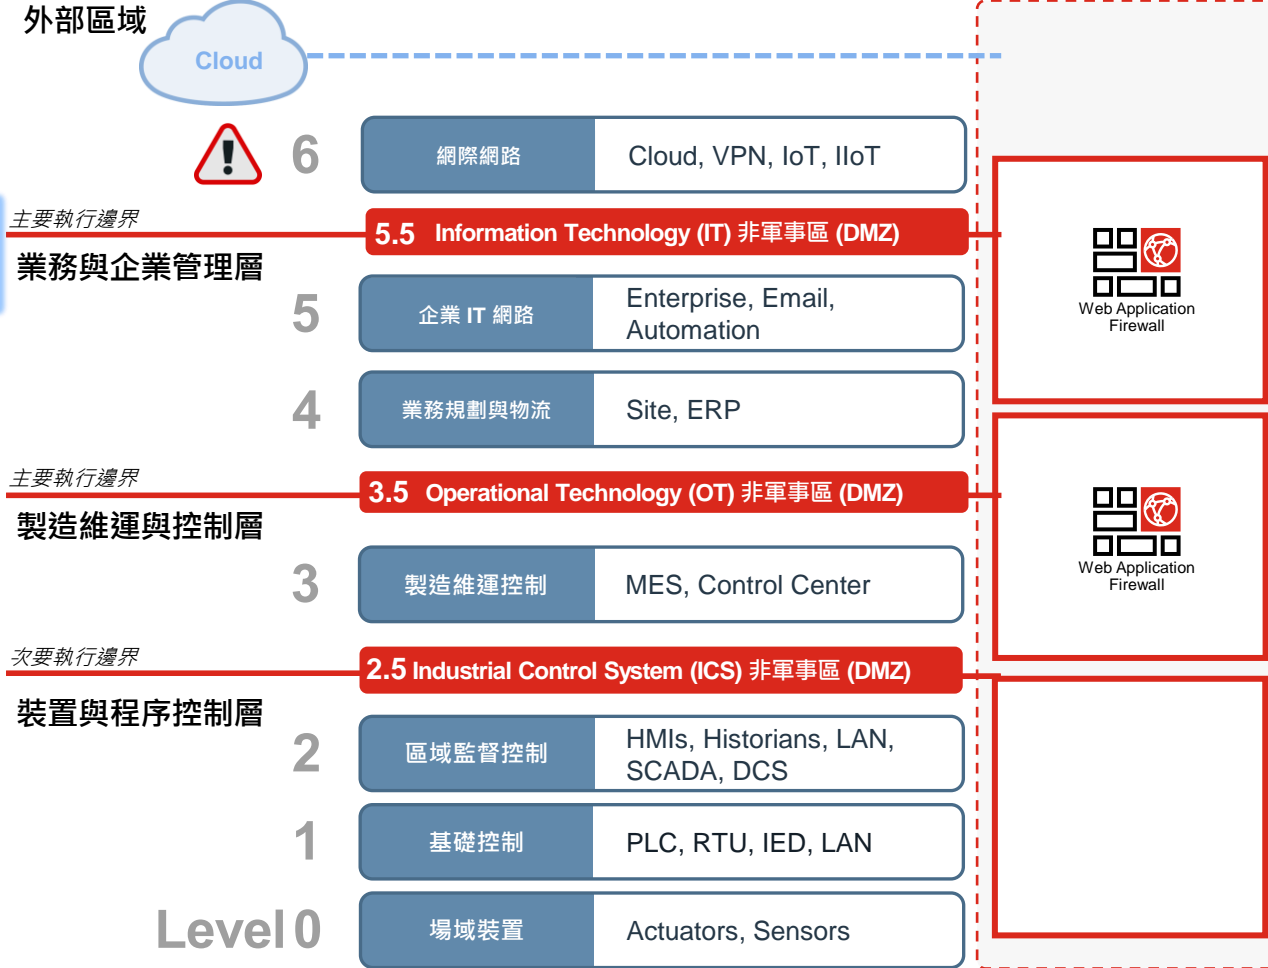 外部區域
Cloud
6
網際網路
Cloud, VPN, IoT, IIoT
主要執行邊界
5.5 Information Technology (IT) 非軍事區 (DMZ)
業務與企業管理層
5
企業 IT 網路
Enterprise, Email,
Automation
Web Application
Firewall
4
業務規劃與物流
Site, ERP
主要執行邊界
3.5 Operational Technology (OT) 非軍事區 (DMZ)
製造維運與控制層
3
製造維運控制
MES, Control Center
Web Application
Firewall
次要執行邊界
2.5 Industrial Control System (ICS) 非軍事區 (DMZ)
裝置與程序控制層
2
區域監督控制
HMIs, Historians, LAN,
SCADA, DCS
1
基礎控制
PLC, RTU, IED, LAN
Level 0
場域裝置
Actuators, Sensors